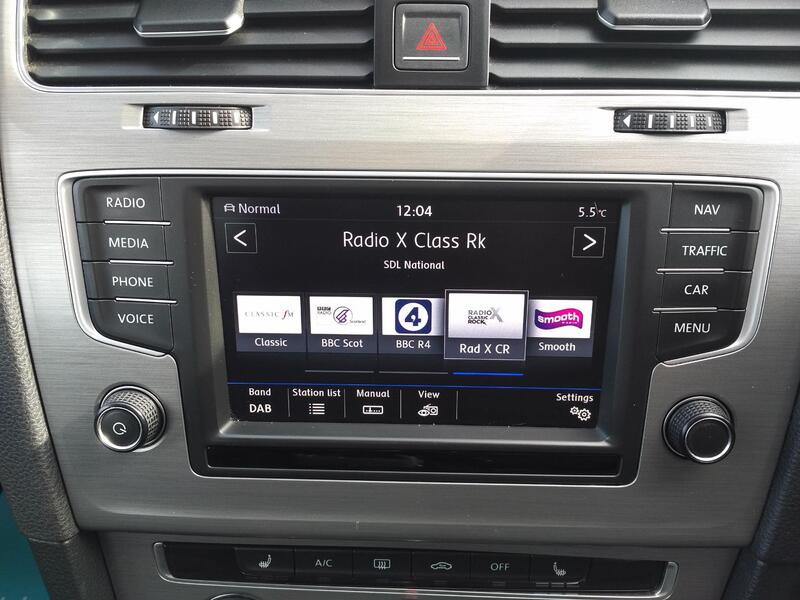 RADIO
MEDIA
PHONE
VOICE
Normal
12:04
5.5°C
Radio X Class Rk
SDL National
CLASSIC fM
BBC
RADIO
Scotland
4
RADIO X
CLASSIC
ROCK
smooth
RADIO
Classic
BBC Scot
BBC R4
Rad X CR
Smooth
Band
DAB
Station list
Manual
View
Settings
NAV
TRAFFIC
CAR
MENU
A/C
OFF